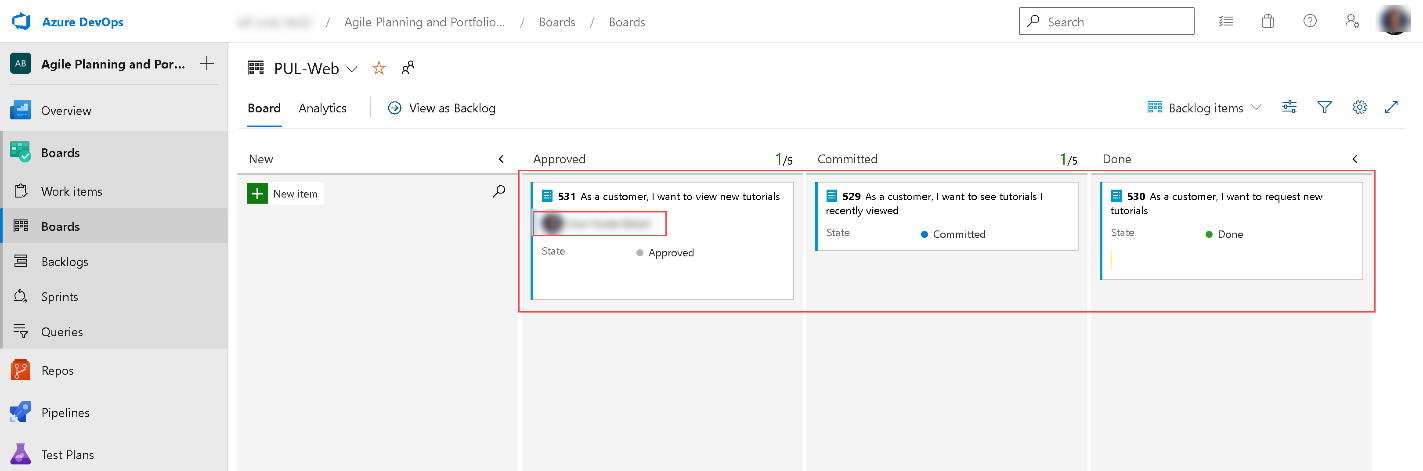 Azure DevOps
/ Agile Planning and Portfolio... / Boards / Boards
Search
AB Agile Planning and Por...
PUL-Web
Overview
Board Analytics View as Backlog
Backlog items
Boards
New
Approved 1/5
Committed 1/5
Done
Work items
New item
531 As a customer, I want to view new tutorials
State Approved
529 As a customer, I want to see tutorials I
recently viewed
State Committed
530 As a customer, I want to request new
tutorials
State Done
Boards
Backlogs
Sprints
Queries
Repos
Pipelines
Test Plans